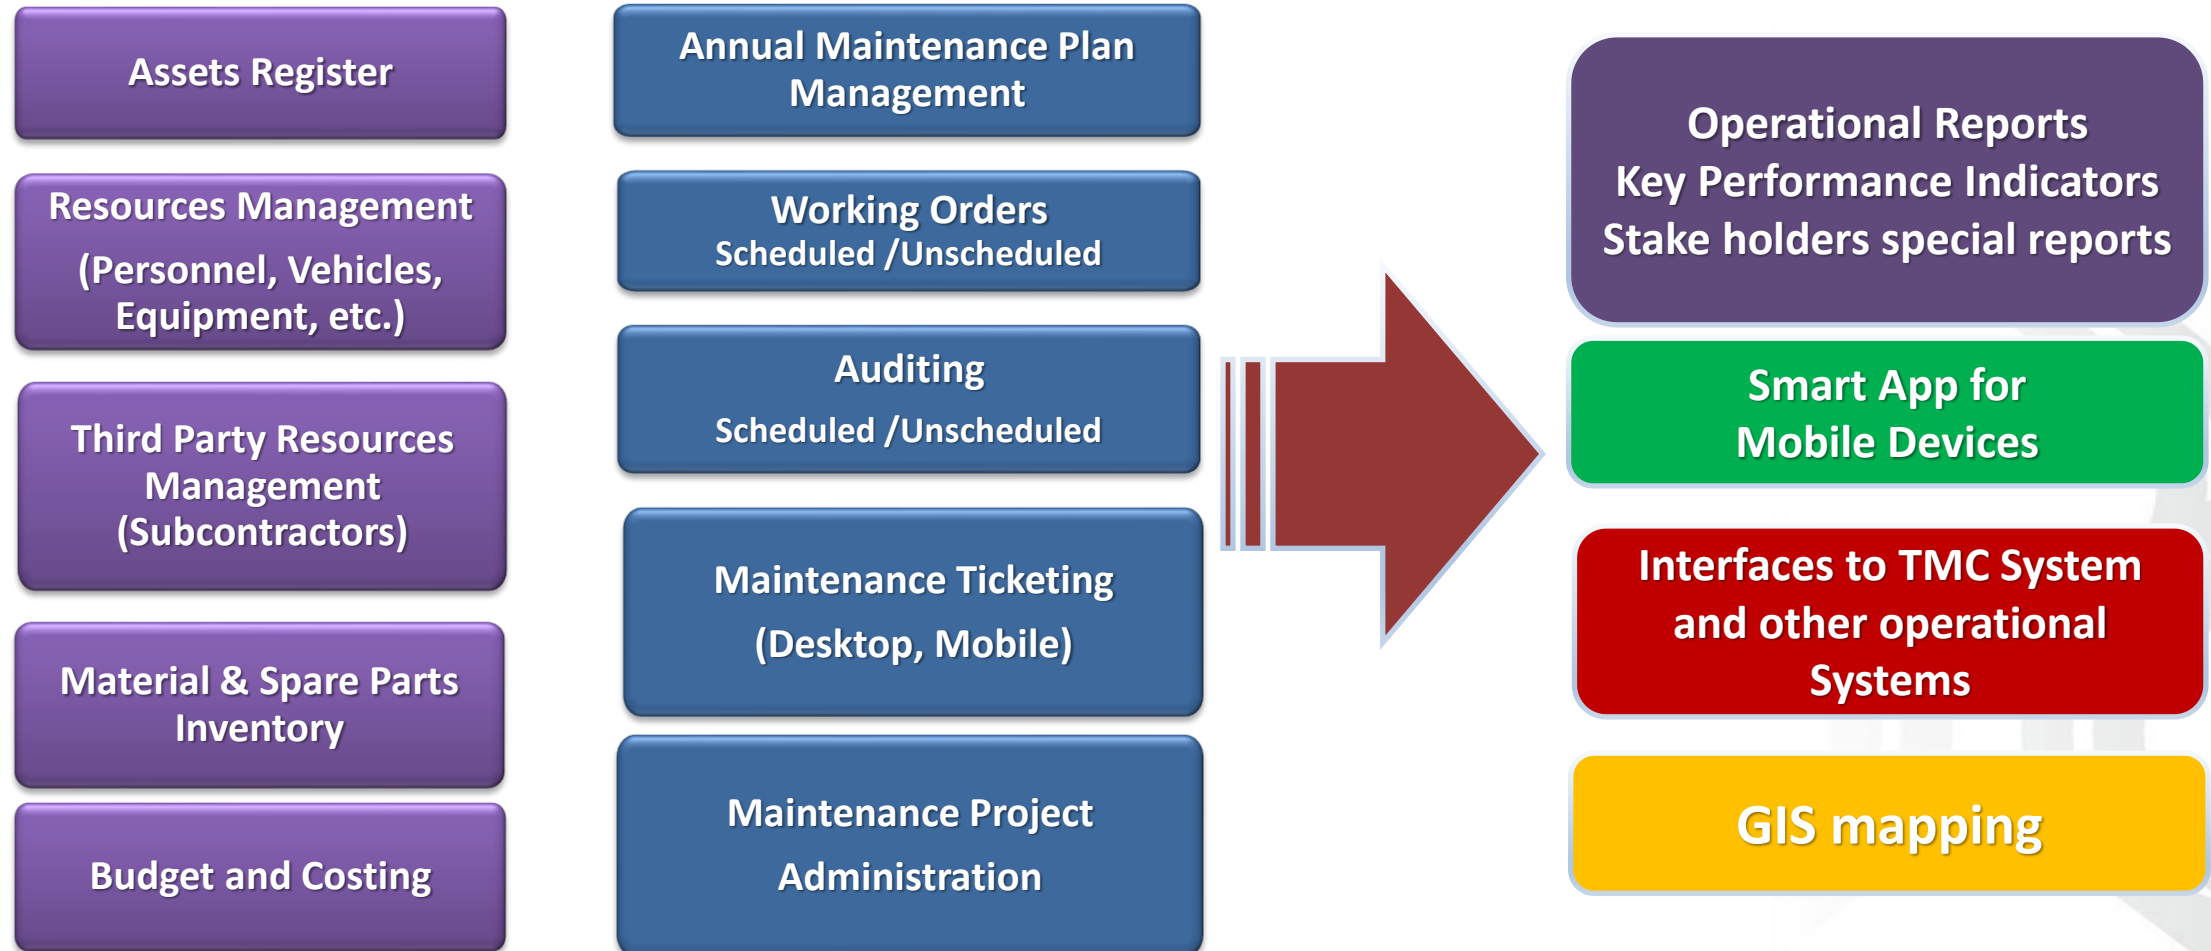 Assets Register
Resources Management
(Personnel, Vehicles,
Equipment, etc.)
Third Party Resources
Management
(Subcontractors)
Material & Spare Parts
Inventory
Budget and Costing
Annual Maintenance Plan
Management
Working Orders
Scheduled /Unscheduled
Auditing
Scheduled /Unscheduled
Maintenance Ticketing
(Desktop, Mobile)
Maintenance Project
Administration
Operational Reports
Key Performance Indicators
Stake holders special reports
Smart App for
Mobile Devices
Interfaces to TMC System
and other operational
Systems
GIS mapping